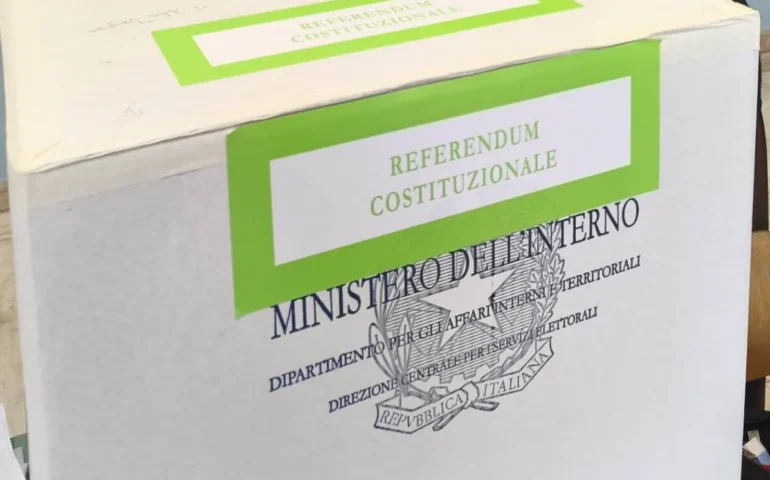 REFERENDUM
COSTITUZIONALE
REFERENDUM
COSTITUZIONALE
MINISTERO DELL'INTERNO
DIPARTIMENTO PER GLI AFFARI INTERNI E TERRITORIALI
DIREZIONE CENTRALE PER I SERVIZI ELETTORALI
REPVBBLICA ITALIANA